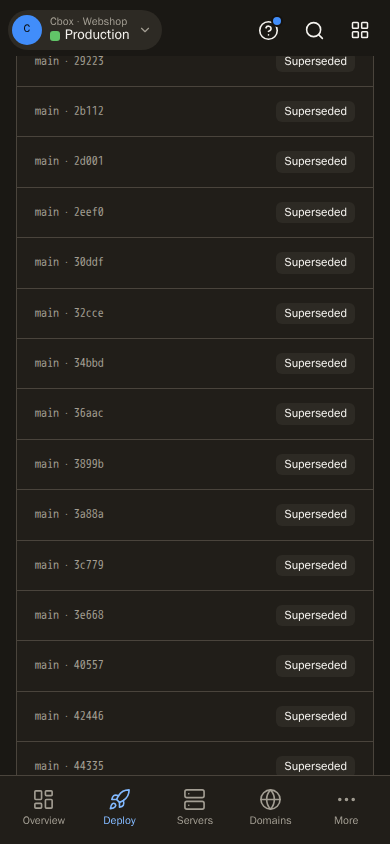 C
Cbox · Webshop
Production
main · 29223 Superseded
main · 2b112 Superseded
main · 2d001 Superseded
main · 2eef0 Superseded
main · 30ddf Superseded
main · 32cce Superseded
main · 34bbd Superseded
main · 36aac Superseded
main · 3899b Superseded
main · 3a88a Superseded
main · 3c779 Superseded
main · 3e668 Superseded
main · 40557 Superseded
main · 42446 Superseded
main · 44335 Superseded
Overview Deploy Servers Domains More